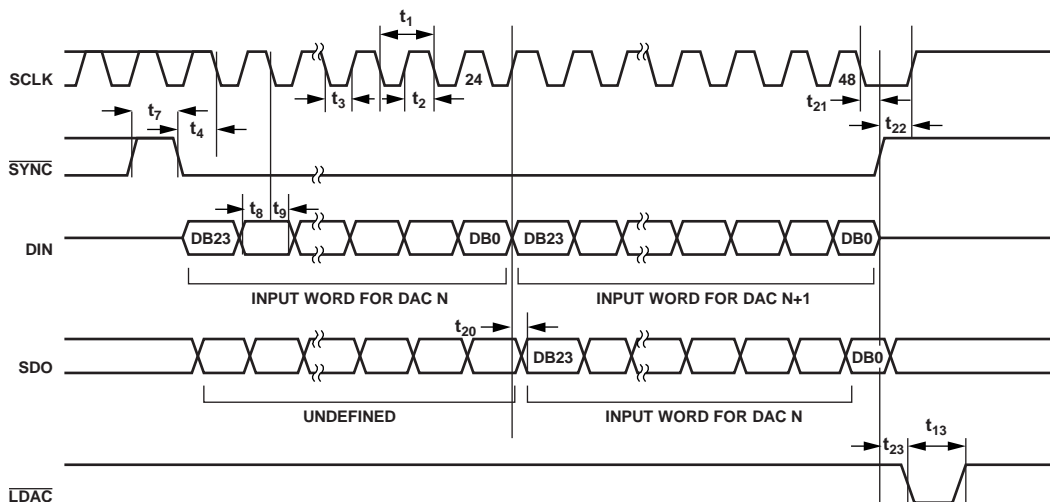 t1
SCLK
24
48
t3
t2
t21
t7
t4
t22
SYNC
t8
t9
DIN
DB23
DB0
DB23
DB0
INPUT WORD FOR DAC N
INPUT WORD FOR DAC N+1
t20
SDO
DB23
DB0
UNDEFINED
INPUT WORD FOR DAC N
t23
t13
LDAC